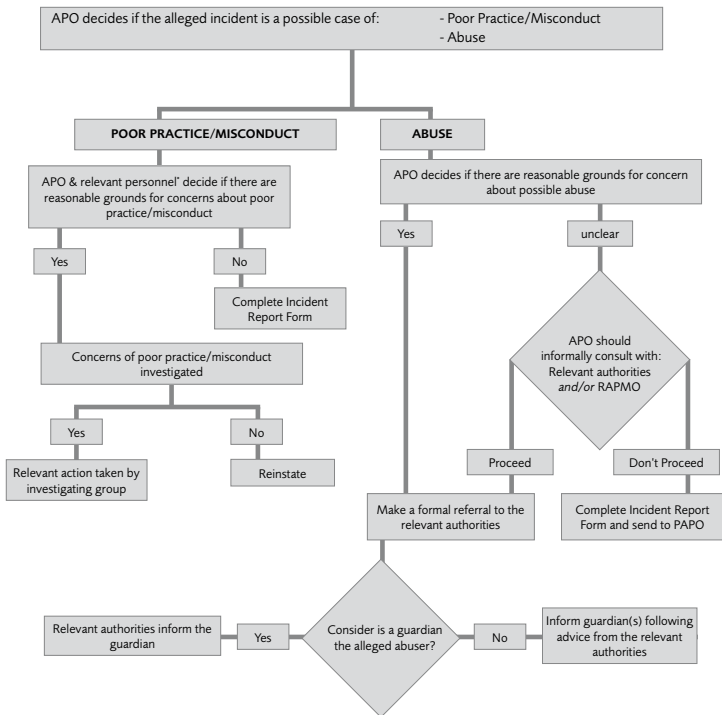 APO decides if the alleged incident is a possible case of: - Poor Practice/Misconduct
- Abuse
POOR PRACTICE/MISCONDUCT
ABUSE
APO & relevant personnel* decide if there are
reasonable grounds for concerns about poor
practice/misconduct
APO decides if there are reasonable grounds for concern
about possible abuse
Yes
No
Yes
unclear
Complete Incident
Report Form
APO should
informally consult with:
Relevant authorities
and/or RAPMO
Concerns of poor practice/misconduct
investigated
Yes
No
Relevant action taken by
investigating group
Reinstate
Proceed
Don't Proceed
Make a formal referral to the
relevant authorities
Complete Incident Report
Form and send to PAPO
Consider is a guardian
the alleged abuser?
Relevant authorities inform the
guardian
Yes
No
Inform guardian(s) following
advice from the relevant
authorities